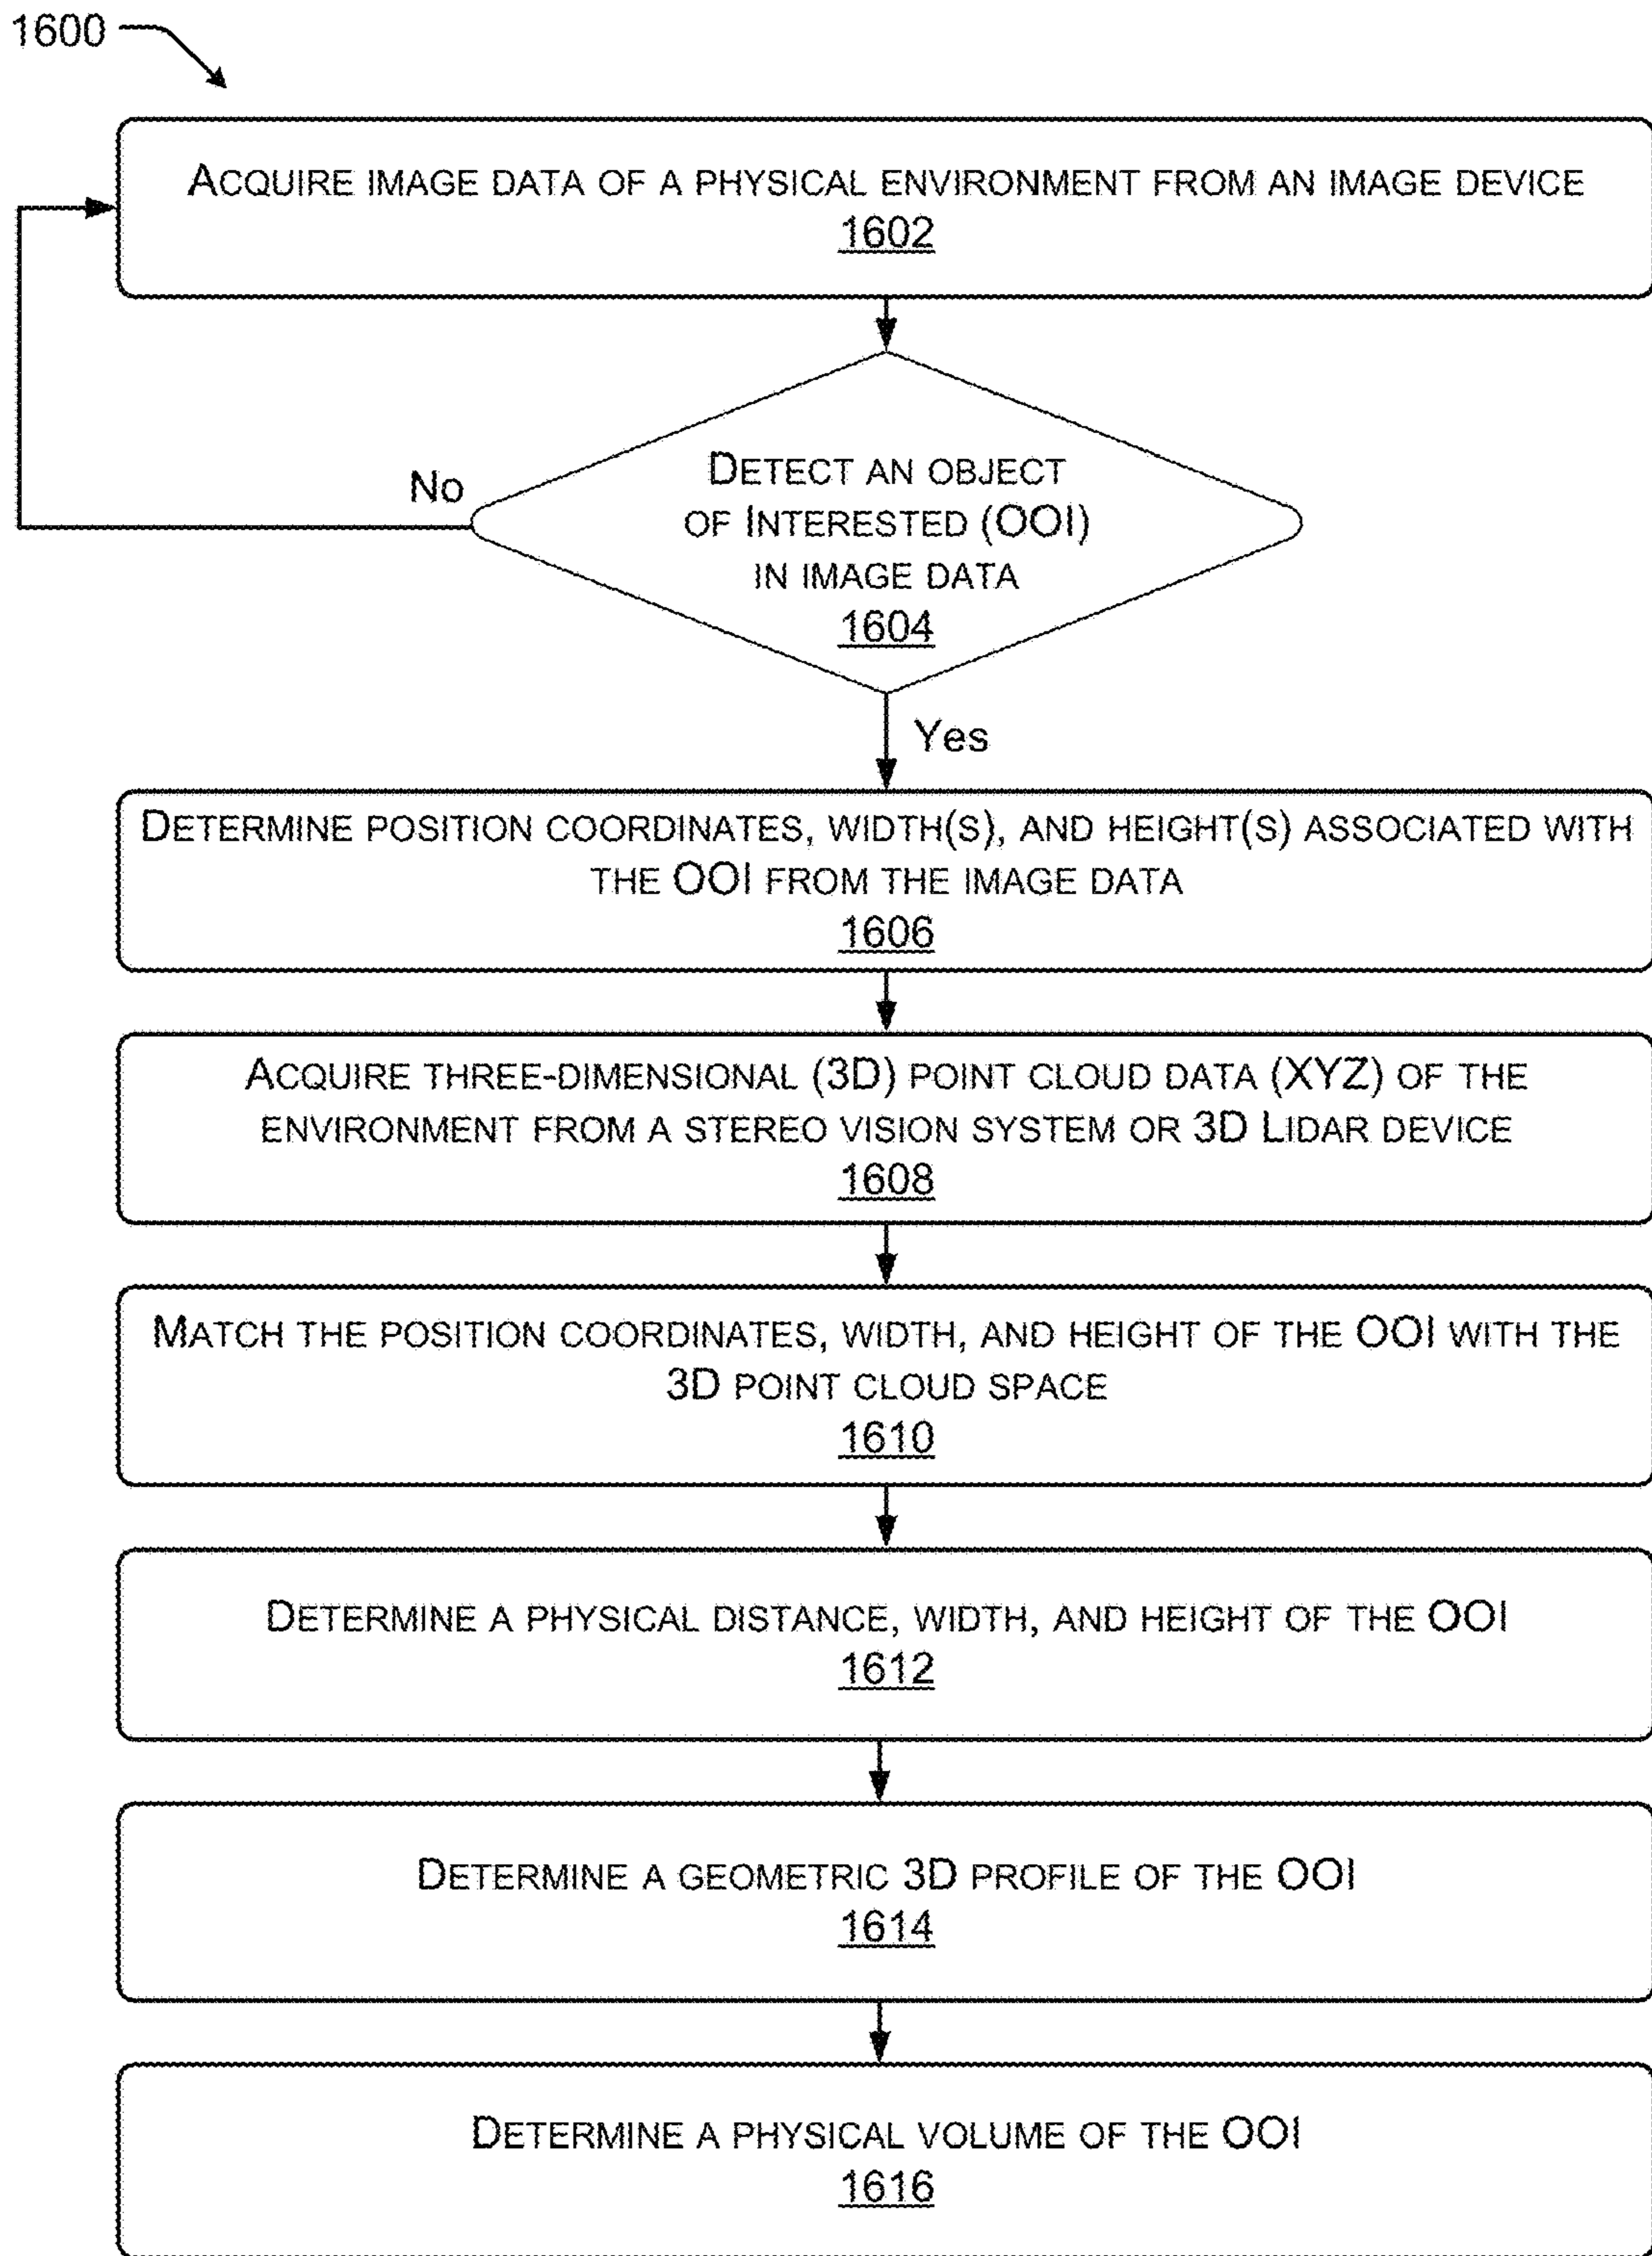 1600
ACQUIRE IMAGE DATA OF A PHYSICAL ENVIRONMENT FROM AN IMAGE DEVICE
1602
DETECT AN OBJECT
OF INTERESTED (OOI)
IN IMAGE DATA
1604
No
Yes
DETERMINE POSITION COORDINATES, WIDTH(S), AND HEIGHT(S) ASSOCIATED WITH
THE OOI FROM THE IMAGE DATA
1606
ACQUIRE THREE-DIMENSIONAL (3D) POINT CLOUD DATA (XYZ) OF THE
ENVIRONMENT FROM A STEREO VISION SYSTEM OR 3D LIDAR DEVICE
1608
MATCH THE POSITION COORDINATES, WIDTH, AND HEIGHT OF THE OOI WITH THE
3D POINT CLOUD SPACE
1610
DETERMINE A PHYSICAL DISTANCE, WIDTH, AND HEIGHT OF THE OOI
1612
DETERMINE A GEOMETRIC 3D PROFILE OF THE OOI
1614
DETERMINE A PHYSICAL VOLUME OF THE OOI
1616